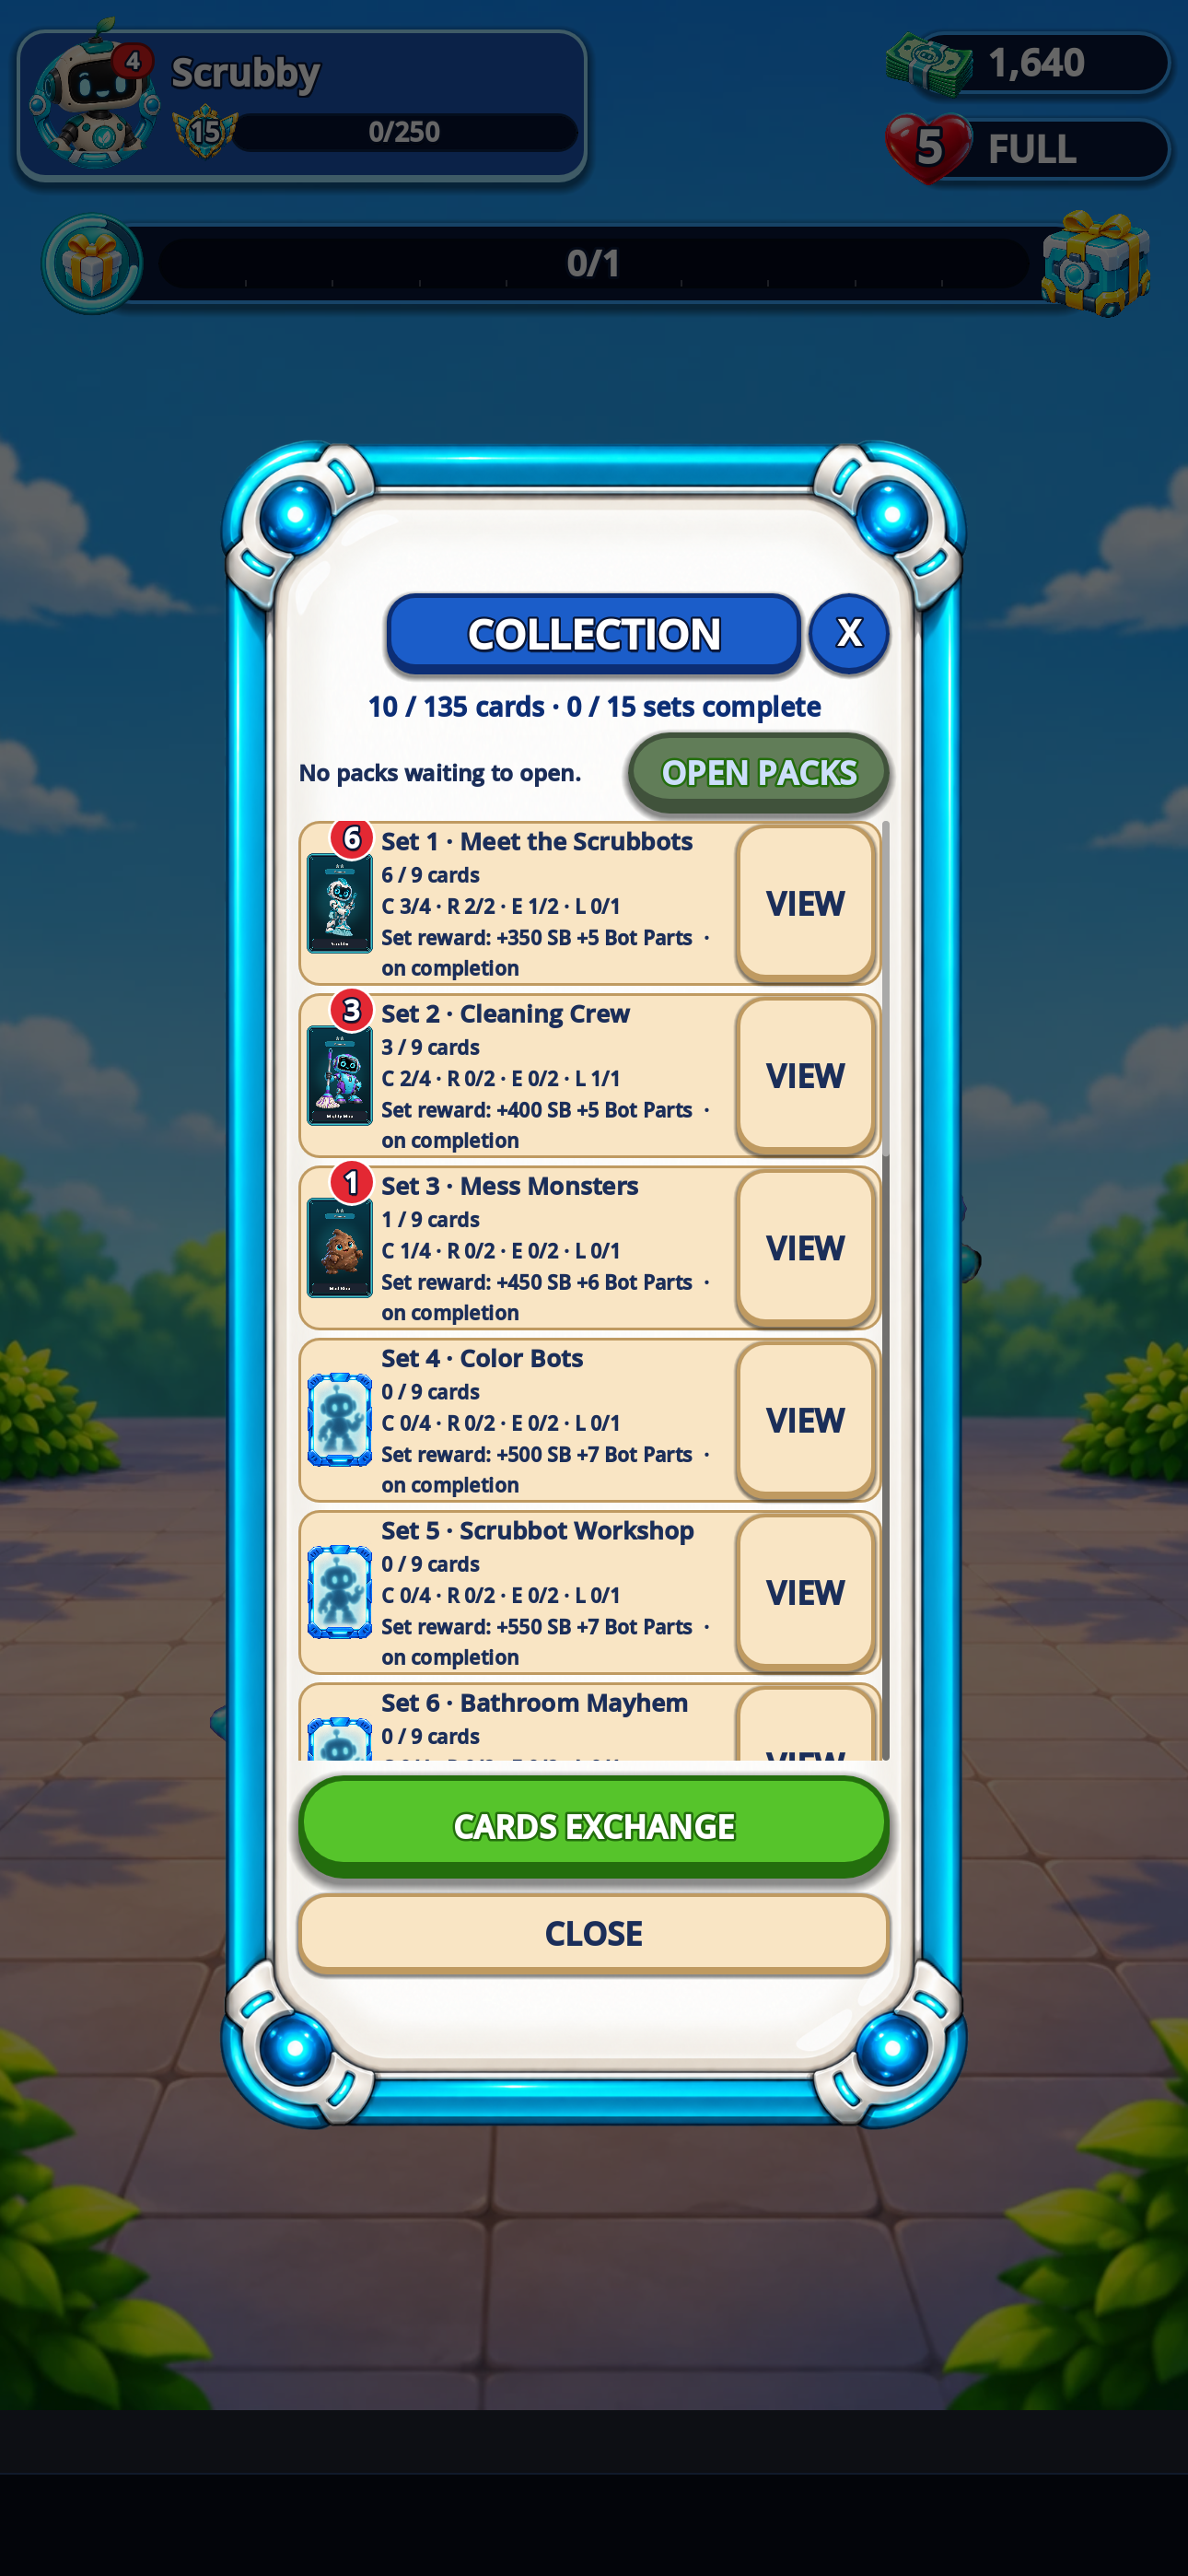 4
Scrubby
15
0/250
1,640
5
FULL
0/1
COLLECTION
X
10 / 135 cards · 0 / 15 sets complete
No packs waiting to open.
OPEN PACKS
6
Set 1 · Meet the Scrubbots
6 / 9 cards
C 3/4 · R 2/2 · E 1/2 · L 0/1
Set reward: +350 SB +5 Bot Parts ·
on completion
VIEW
3
Set 2 · Cleaning Crew
3 / 9 cards
C 2/4 · R 0/2 · E 0/2 · L 1/1
Set reward: +400 SB +5 Bot Parts ·
on completion
VIEW
1
Set 3 · Mess Monsters
1 / 9 cards
C 1/4 · R 0/2 · E 0/2 · L 0/1
Set reward: +450 SB +6 Bot Parts ·
on completion
VIEW
Set 4 · Color Bots
0 / 9 cards
C 0/4 · R 0/2 · E 0/2 · L 0/1
Set reward: +500 SB +7 Bot Parts ·
on completion
VIEW
Set 5 · Scrubbot Workshop
0 / 9 cards
C 0/4 · R 0/2 · E 0/2 · L 0/1
Set reward: +550 SB +7 Bot Parts ·
on completion
VIEW
Set 6 · Bathroom Mayhem
0 / 9 cards
VIEW
CARDS EXCHANGE
CLOSE